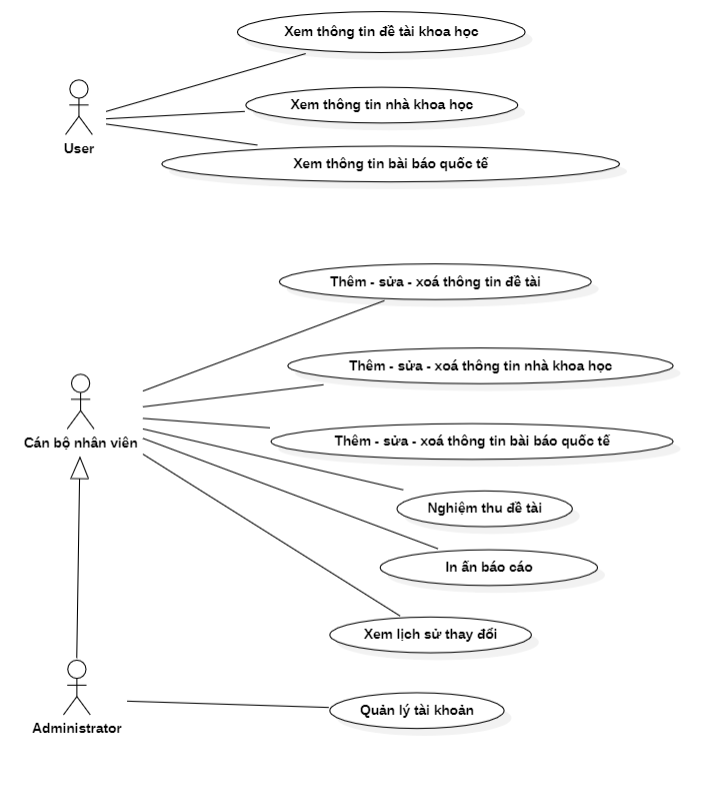 Xem thông tin đề tài khoa học
Xem thông tin nhà khoa học
User
Xem thông tin bài báo quốc tế
Thêm - sửa - xoá thông tin đề tài
Thêm - sửa - xoá thông tin nhà khoa học
Cán bộ nhân viên
Thêm - sửa - xoá thông tin bài báo quốc tế
Nghiệm thu đề tài
In ấn báo cáo
Xem lịch sử thay đổi
Quản lý tài khoản
Administrator